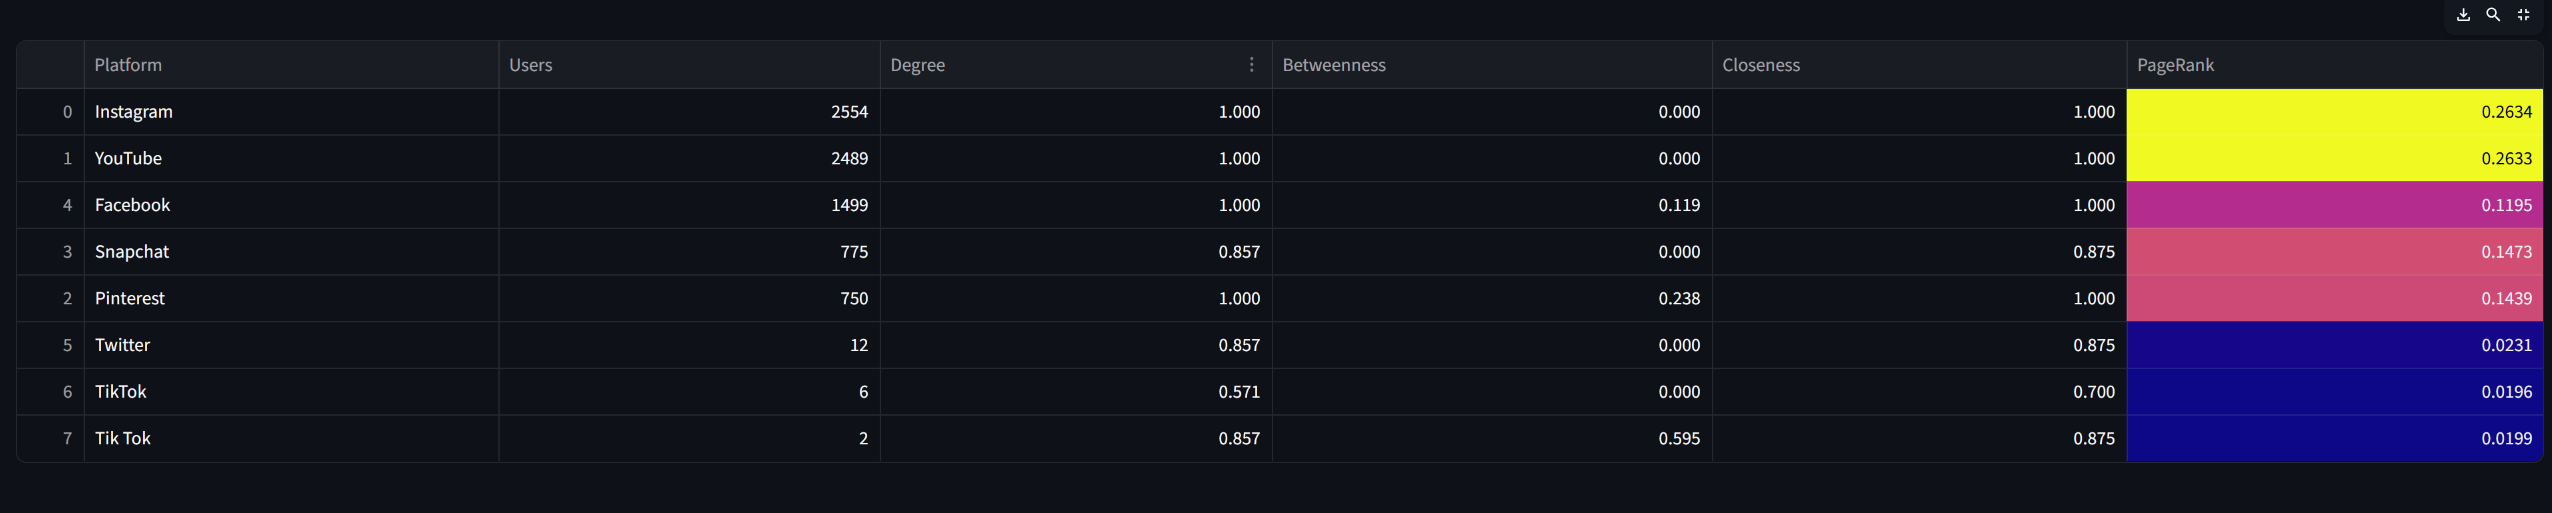 Platform Users Degree Betweenness Closeness PageRank
0 Instagram 2554 1.000 0.000 1.000 0.2634
1 YouTube 2489 1.000 0.000 1.000 0.2633
4 Facebook 1499 1.000 0.119 1.000 0.1195
3 Snapchat 775 0.857 0.000 0.875 0.1473
2 Pinterest 750 1.000 0.238 1.000 0.1439
5 Twitter 12 0.857 0.000 0.875 0.0231
6 TikTok 6 0.571 0.000 0.700 0.0196
7 Tik Tok 2 0.857 0.595 0.875 0.0199